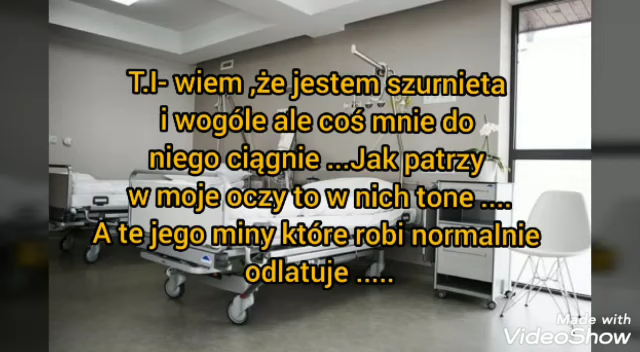 T.I- wiem ,że jestem szurnieta
i wogóle ale coś mnie do
niego ciągnie ...Jak patrzy
w moje oczy to w nich tone ....
A te jego miny które robi normalnie
odlatuje .....
Made with
VideoShow